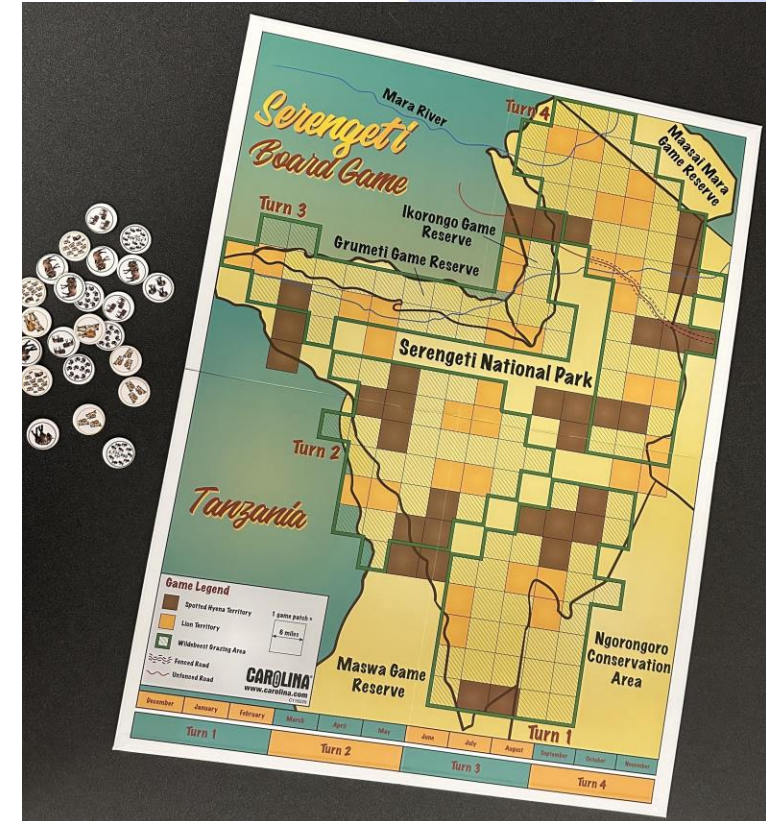 Serengeti
Board Game
Mara River
Turn 4
Maasai Mara
Game Reserve
Turn 3
Ikorongo Game
Reserve
Grumeti Game Reserve
Serengeti National Park
Turn 2
Tanzania
Game Legend
Spotted Hyena Territory
Lion Territory
Wildebeest Grazing Area
Fenced Road
Unfenced Road
1 game patch =
6 miles
CAROLINA
www.carolina.com
Maswa Game
Reserve
Ngorongoro
Conservation
Area
Turn 1
December January February March April May June July August September October November
Turn 1 Turn 2 Turn 3 Turn 4